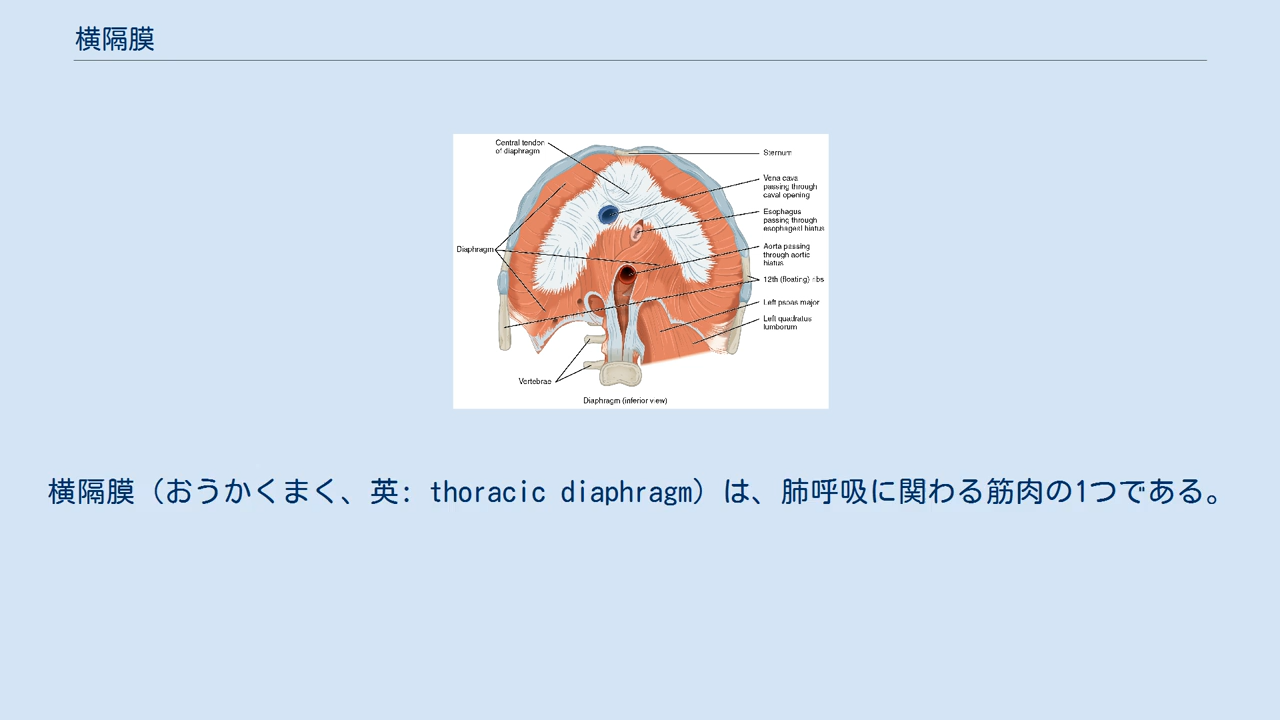 横隔膜
Central tendon
of diaphragm
Sternum
Vena cava
passing through
caval opening
Esophagus
passing through
esophageal hiatus
Diaphragm
Aorta passing
through aortic
hiatus
12th (floating) ribs
Left psoas major
Left quadratus
lumborum
Vertebrae
Diaphragm (inferior view)
横隔膜（おうかくまく、英: thoracic diaphragm）は、肺呼吸に関わる筋肉の1つである。